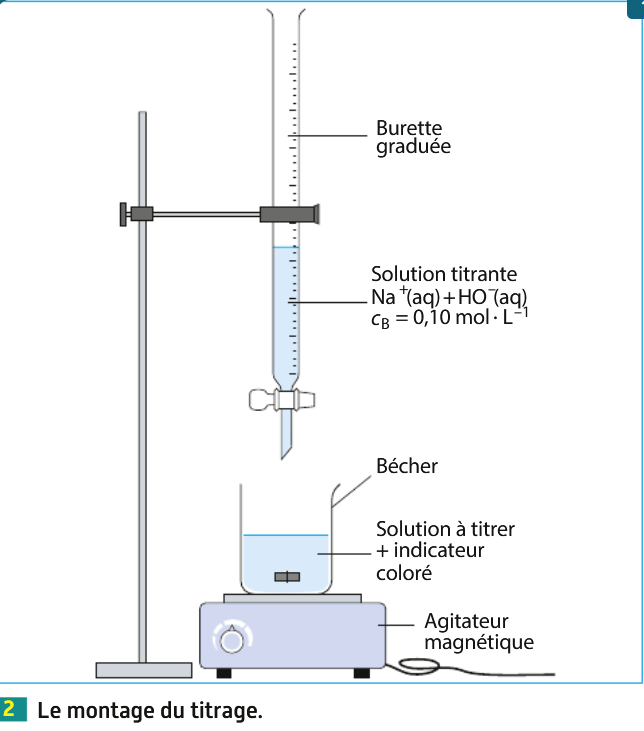 Burette
graduée
Solution titrante
Na⁺(aq) + HO⁻(aq)
cB = 0,10 mol · L⁻¹
Bécher
Solution à titrer
+ indicateur
coloré
Agitateur
magnétique
2 Le montage du titrage.